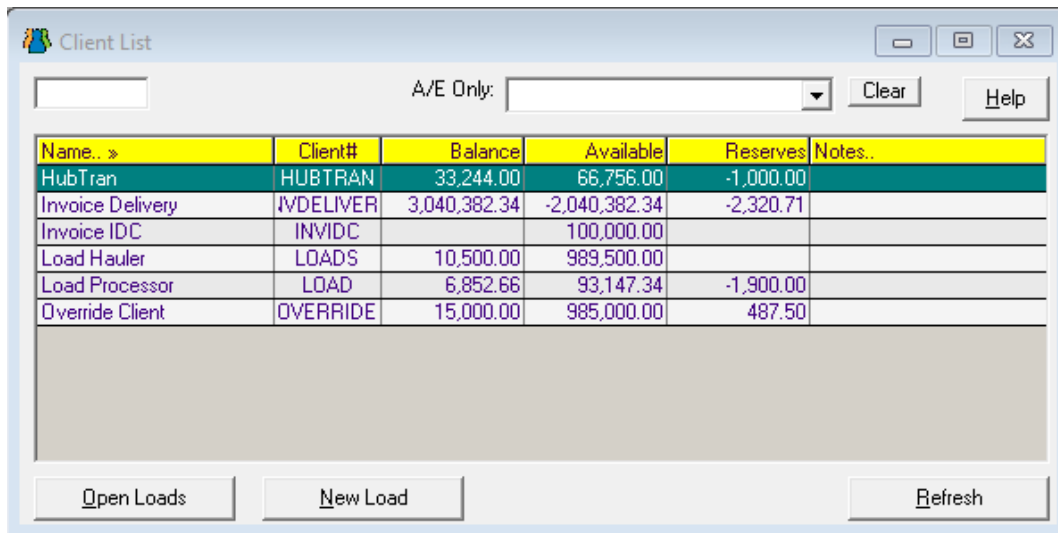 Client List
A/E Only: Clear Help
Name.. » Client# Balance Available Reserves Notes..
HubTran HUBTRAN 33,244.00 66,756.00 -1,000.00
Invoice Delivery IVDELIVER 3,040,382.34 -2,040,382.34 -2,320.71
Invoice IDC INVIDC 100,000.00
Load Hauler LOADS 10,500.00 989,500.00
Load Processor LOAD 6,852.66 93,147.34 -1,900.00
Override Client OVERRIDE 15,000.00 985,000.00 487.50
Open Loads New Load Refresh